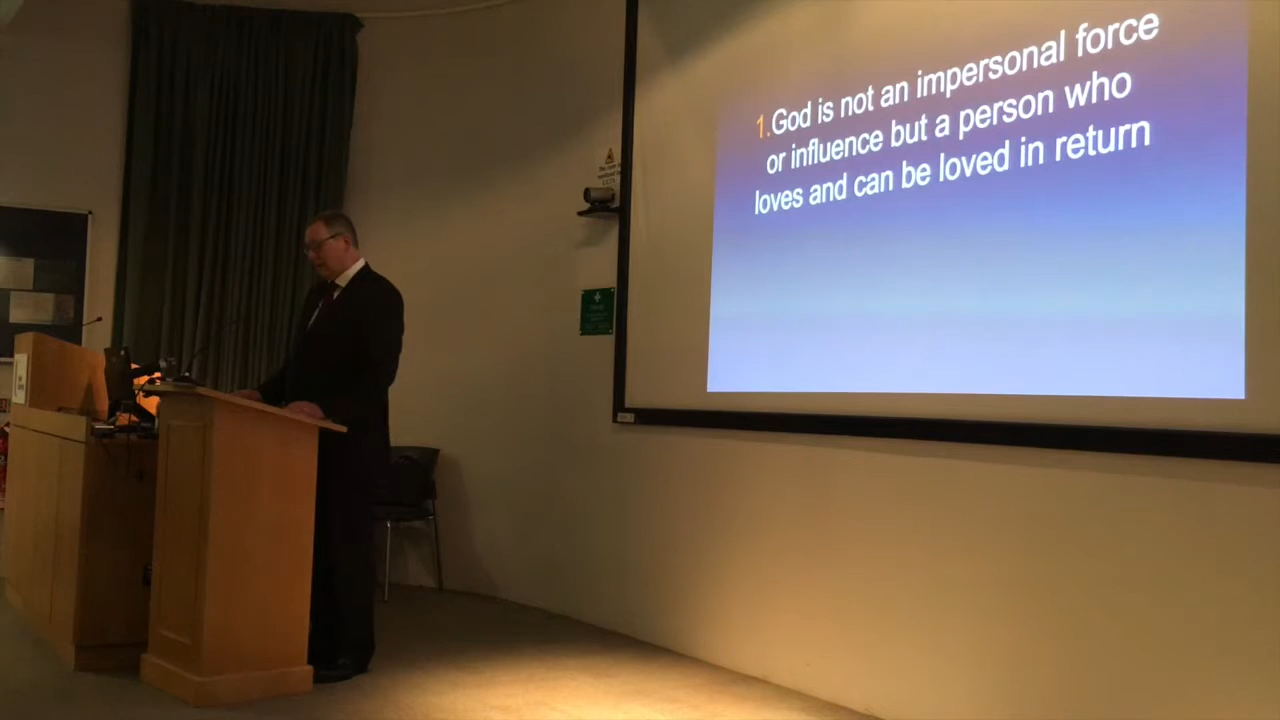 1.God is not an impersonal force
or influence but a person who
loves and can be loved in return